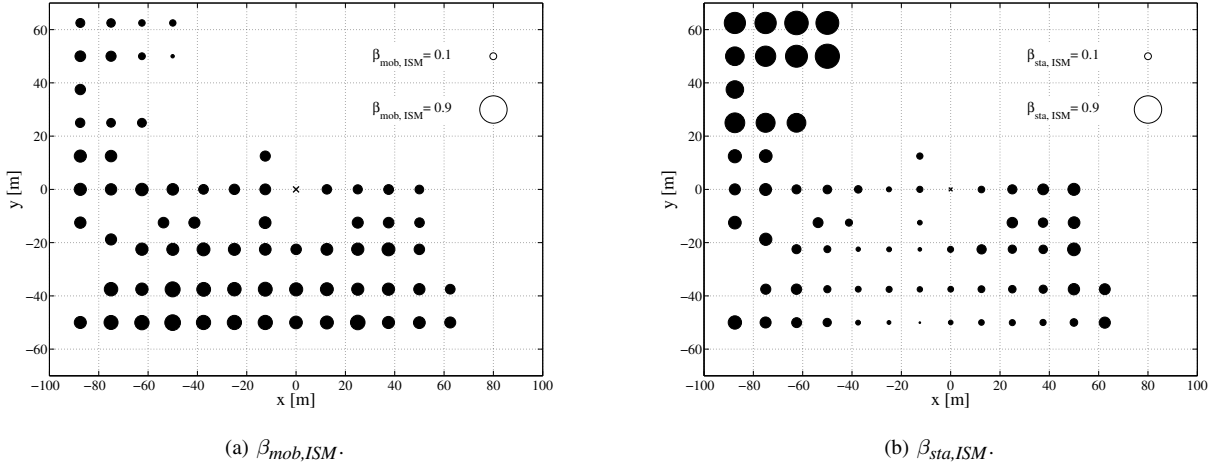 60
40
20
0
−20
−40
−60
y [m]
β_mob, ISM = 0.1
β_mob, ISM = 0.9
−100 −80 −60 −40 −20 0 20 40 60 80 100
x [m]
(a) β_mob,ISM.
60
40
20
0
−20
−40
−60
y [m]
β_sta, ISM = 0.1
β_sta, ISM = 0.9
−100 −80 −60 −40 −20 0 20 40 60 80 100
x [m]
(b) β_sta,ISM.